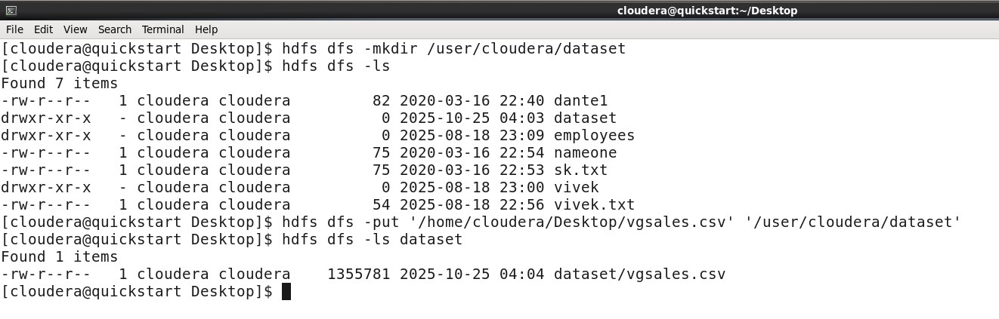 cloudera@quickstart:~/Desktop
File Edit View Search Terminal Help
[cloudera@quickstart Desktop]$ hdfs dfs -mkdir /user/cloudera/dataset
[cloudera@quickstart Desktop]$ hdfs dfs -ls
Found 7 items
-rw-r--r--   1 cloudera cloudera         82 2020-03-16 22:40 dante1
drwxr-xr-x   - cloudera cloudera          0 2025-10-25 04:03 dataset
drwxr-xr-x   - cloudera cloudera          0 2025-08-18 23:09 employees
-rw-r--r--   1 cloudera cloudera         75 2020-03-16 22:54 nameone
-rw-r--r--   1 cloudera cloudera         75 2020-03-16 22:53 sk.txt
drwxr-xr-x   - cloudera cloudera          0 2025-08-18 23:00 vivek
-rw-r--r--   1 cloudera cloudera         54 2025-08-18 22:56 vivek.txt
[cloudera@quickstart Desktop]$ hdfs dfs -put '/home/cloudera/Desktop/vgsales.csv' '/user/cloudera/dataset'
[cloudera@quickstart Desktop]$ hdfs dfs -ls dataset
Found 1 items
-rw-r--r--   1 cloudera cloudera    1355781 2025-10-25 04:04 dataset/vgsales.csv
[cloudera@quickstart Desktop]$